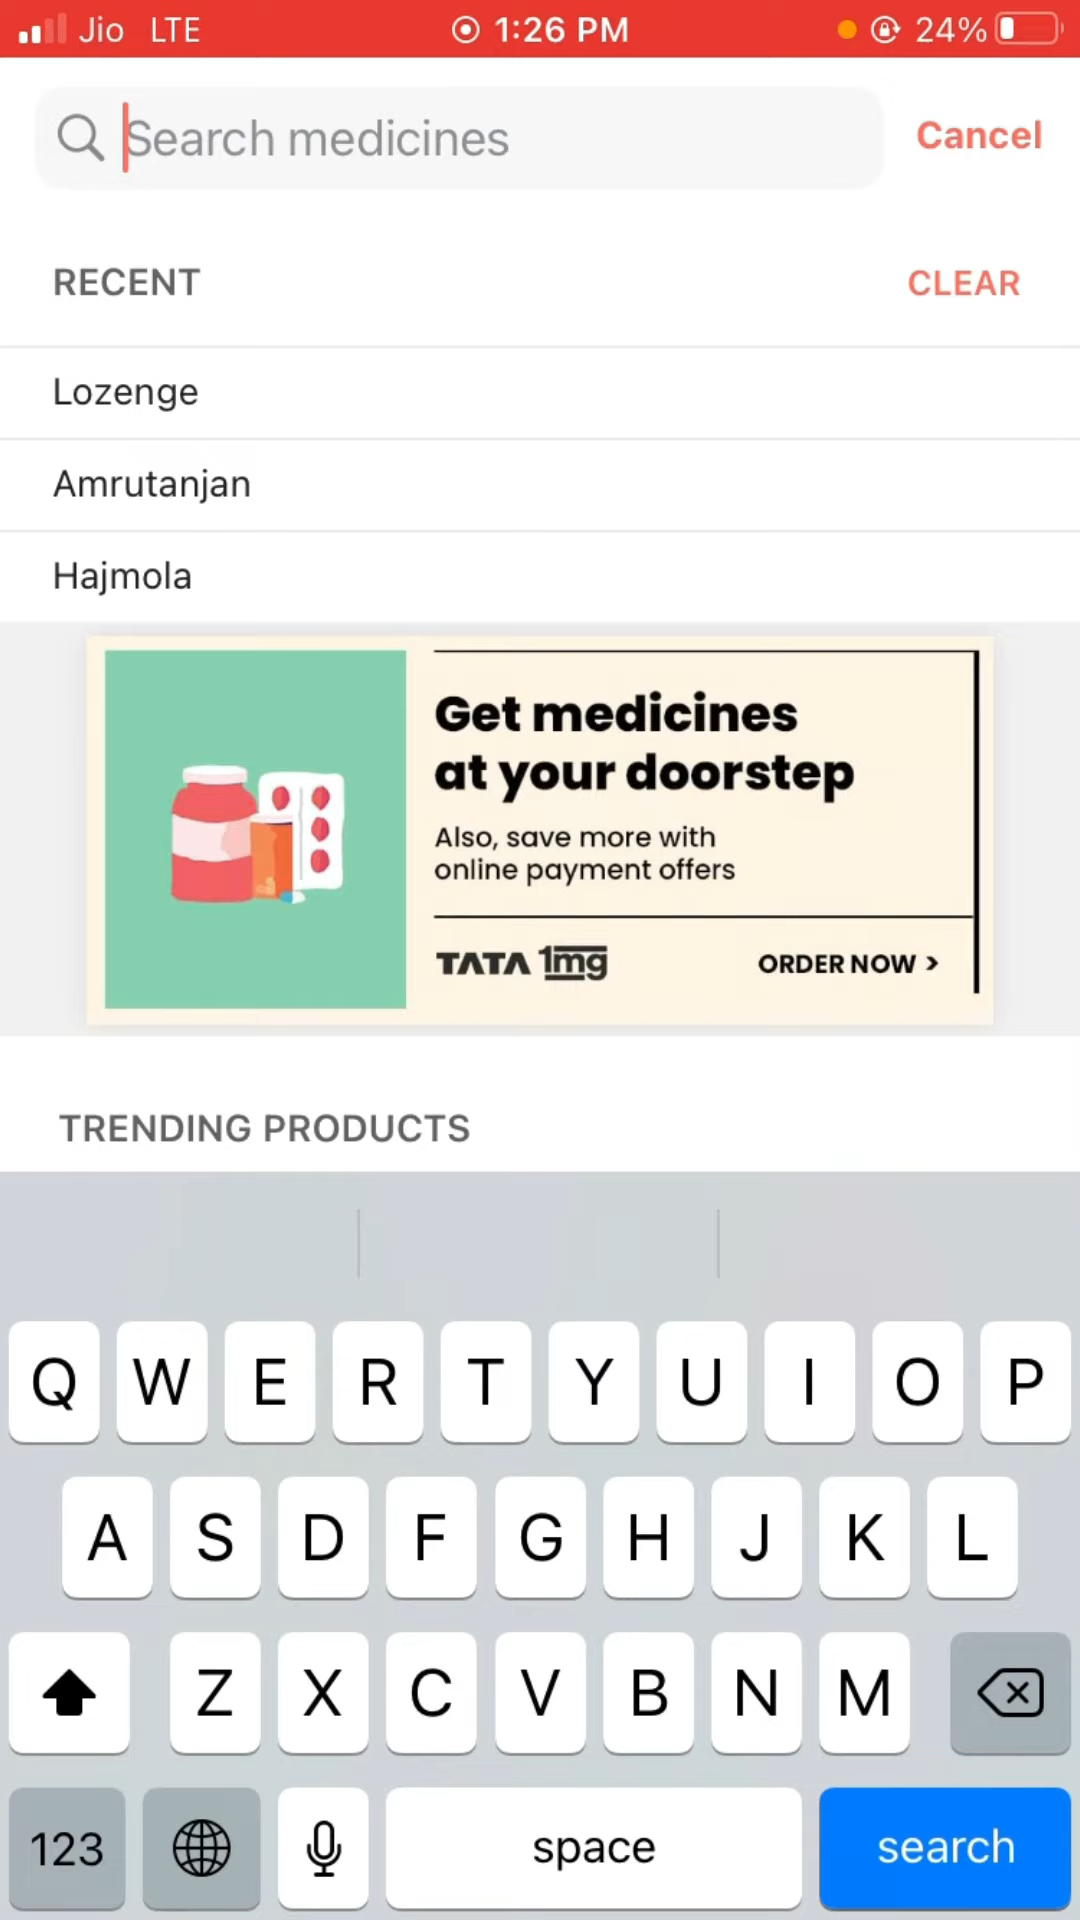 Jio LTE 1:26 PM 24%
Search medicines Cancel
RECENT CLEAR
Lozenge
Amrutanjan
Hajmola
Get medicines
at your doorstep
Also, save more with
online payment offers
TATA 1mg ORDER NOW >
TRENDING PRODUCTS
Q W E R T Y U I O P
A S D F G H J K L
Z X C V B N M
123 space search